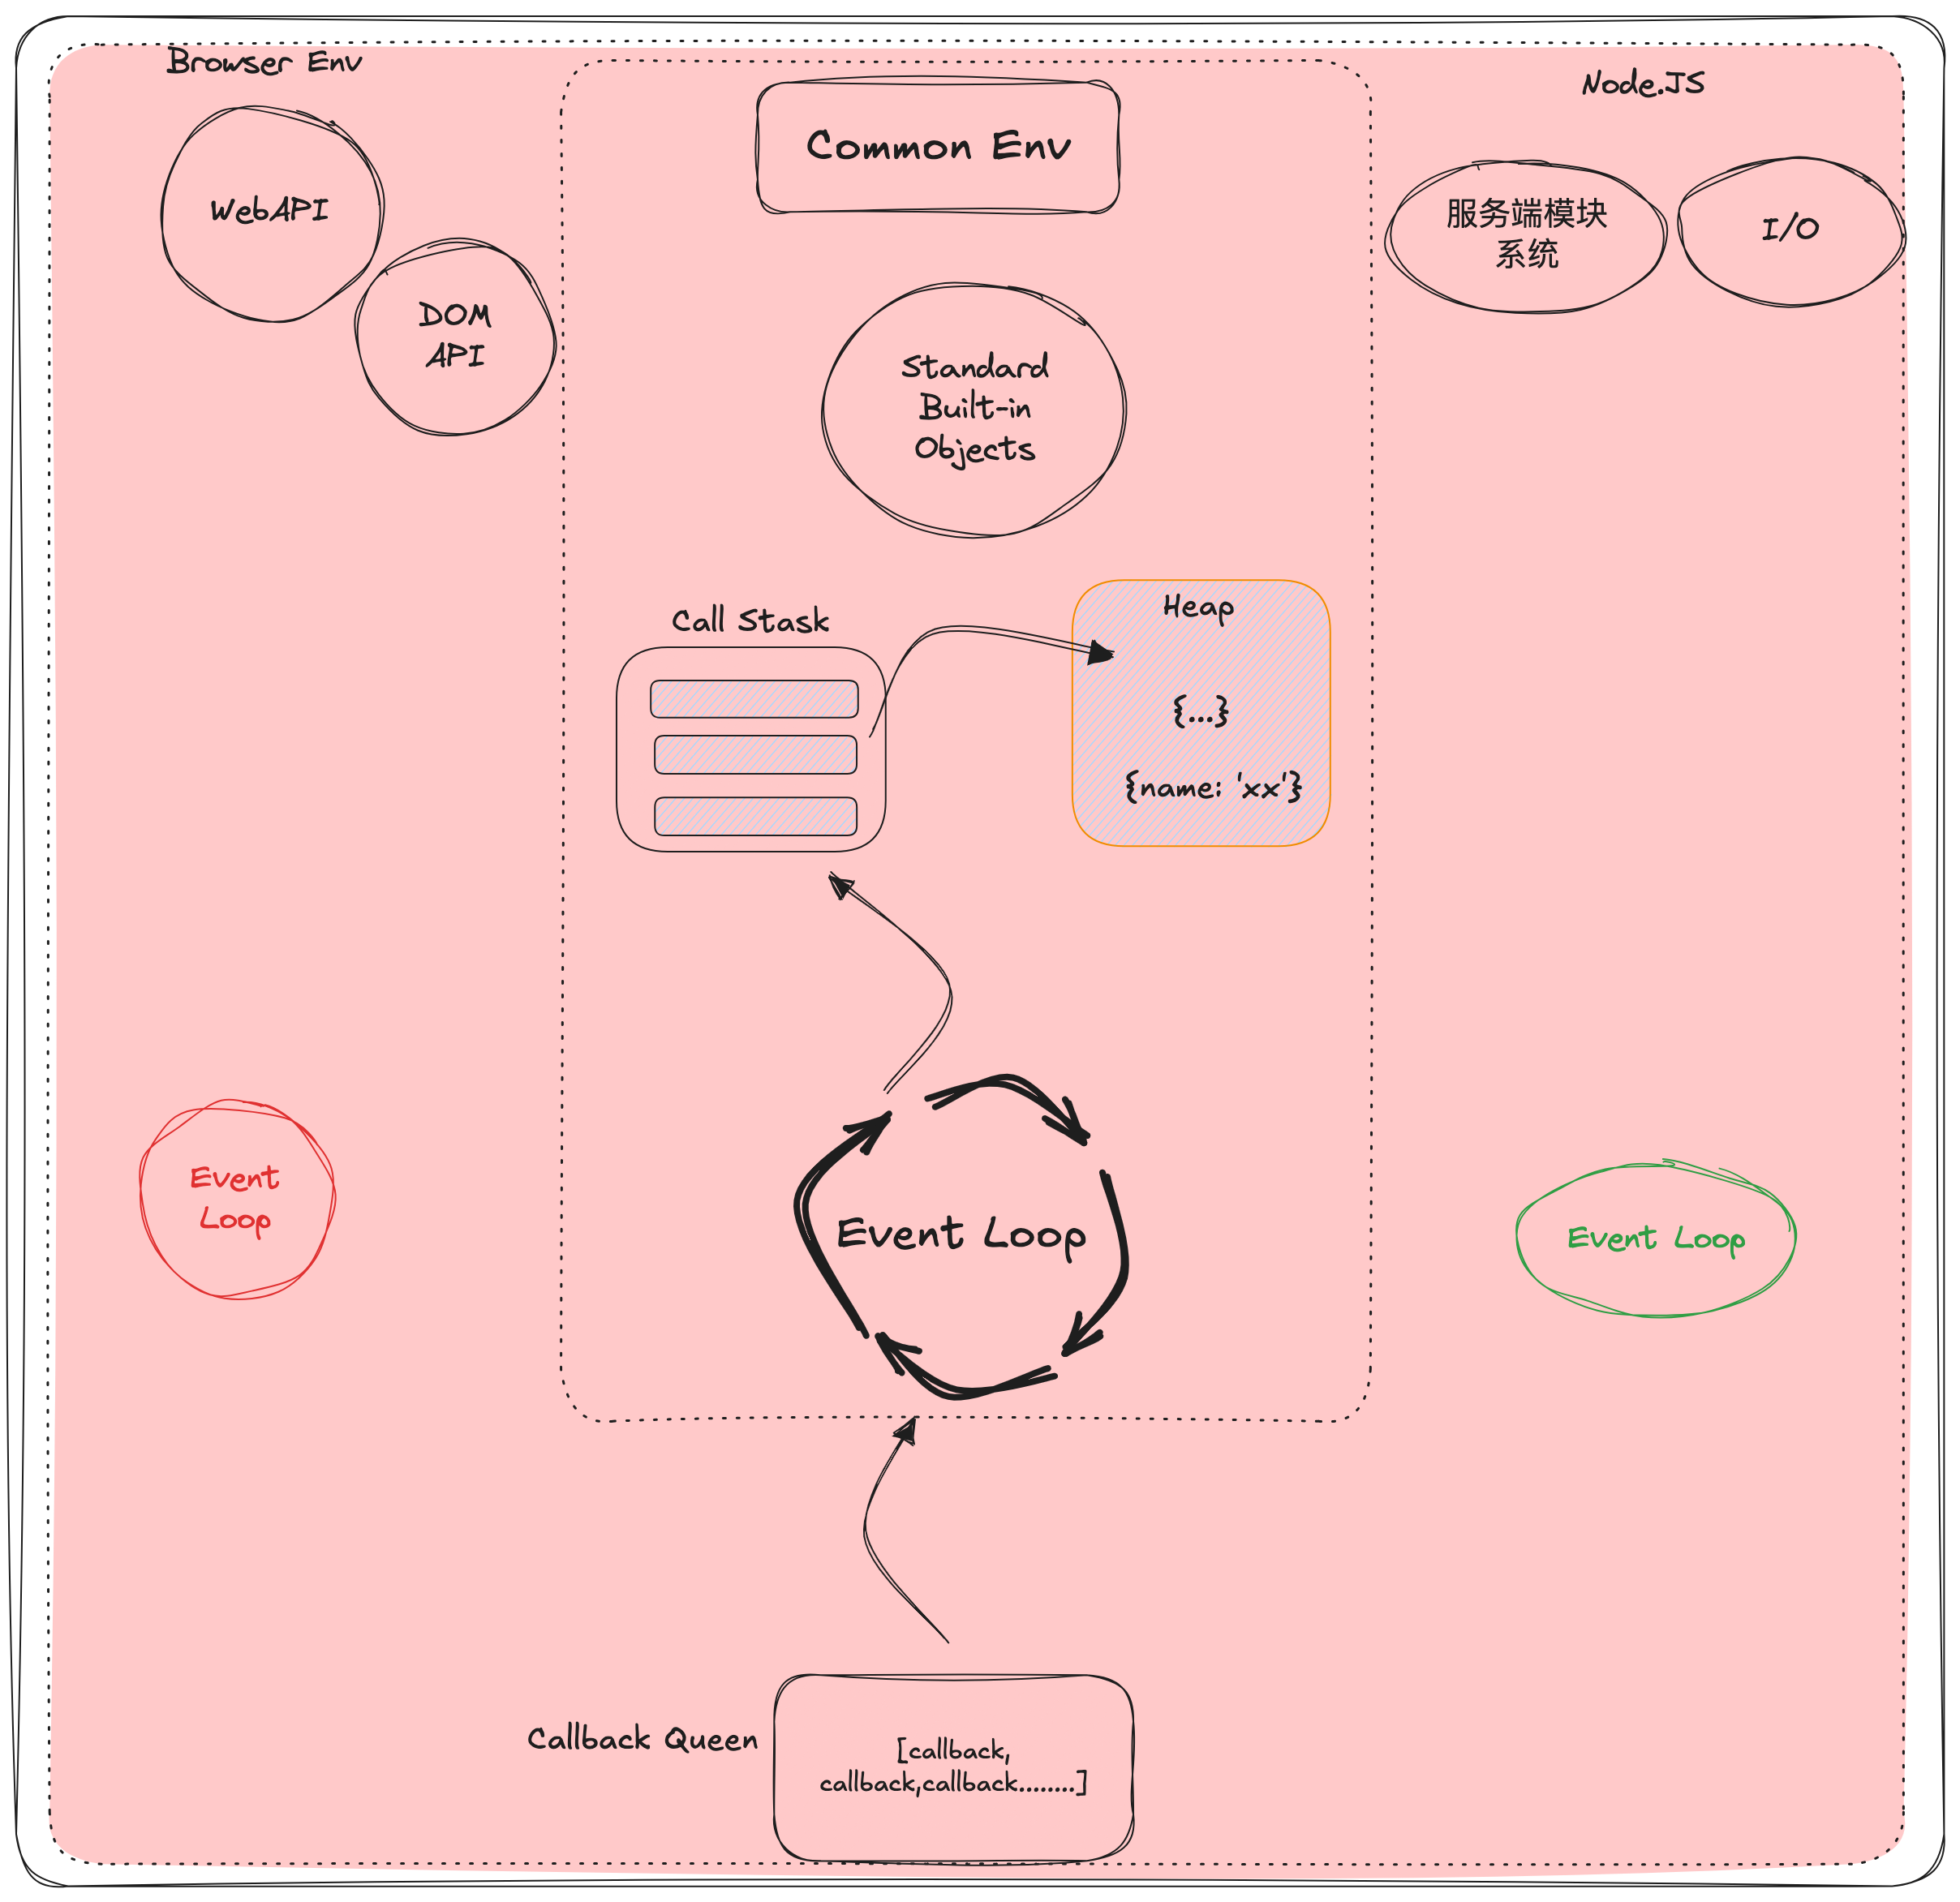 Browser Env
WebAPI
DOM
API
Common Env
Node.JS
服务端模块
系统
I/O
Standard
Built-in
Objects
Call Stask
Heap
{...}
{name: 'xx'}
Event
Loop
Event Loop
Event Loop
Callback Queen
[callback,
callback,callback........]